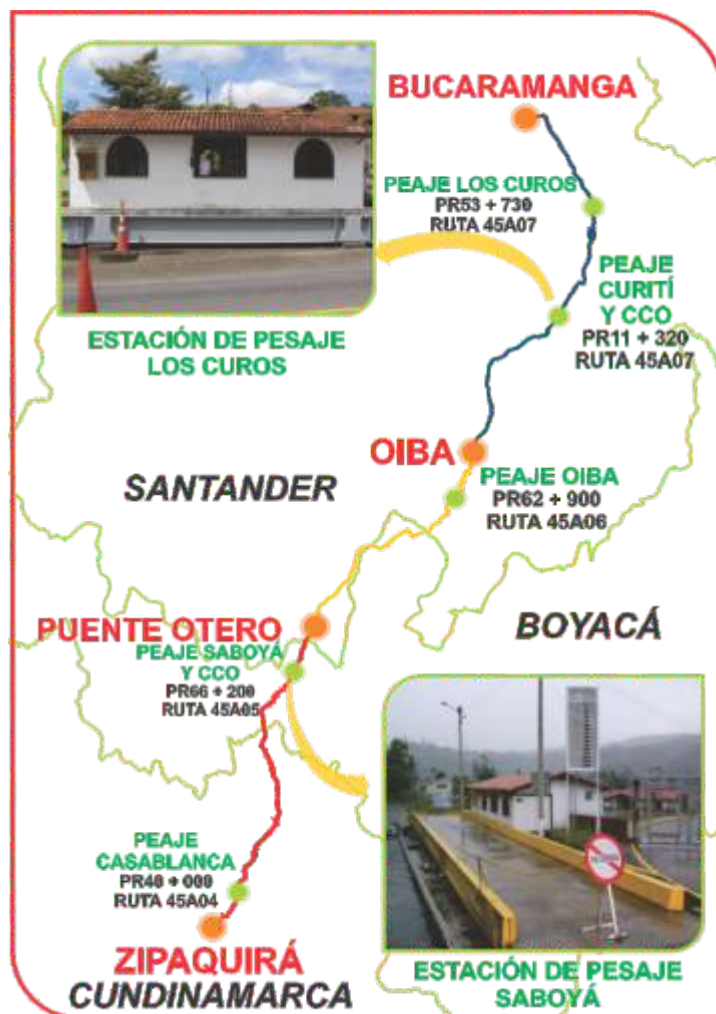 BUCARAMANGA
PEAJE LOS CUROS
PR53 + 730
RUTA 45A07
PEAJE
CURITÍ
Y CCO
PR11 + 320
RUTA 45A07
ESTACIÓN DE PESAJE
LOS CUROS
OIBA
PEAJE OIBA
PR62 + 900
RUTA 45A06
SANTANDER
BOYACÁ
PUENTE OTERO
PEAJE SABOYÁ
Y CCO
PR66 + 200
RUTA 45A05
PEAJE
CASABLANCA
PR40 + 000
RUTA 45A04
ZIPAQUIRÁ
CUNDINAMARCA
ESTACIÓN DE PESAJE
SABOYÁ